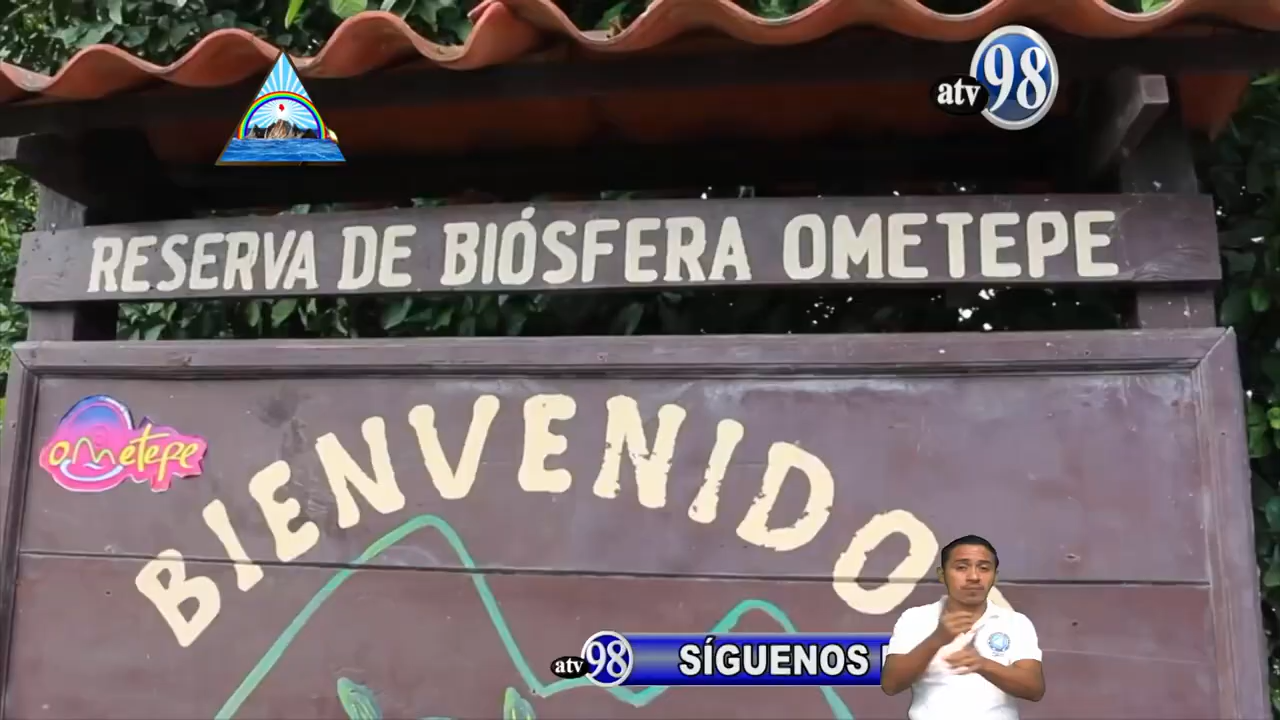 atv 98
RESERVA DE BIÓSFERA OMETEPE
ometepe
BIENVENIDO
atv 98 SÍGUENOS